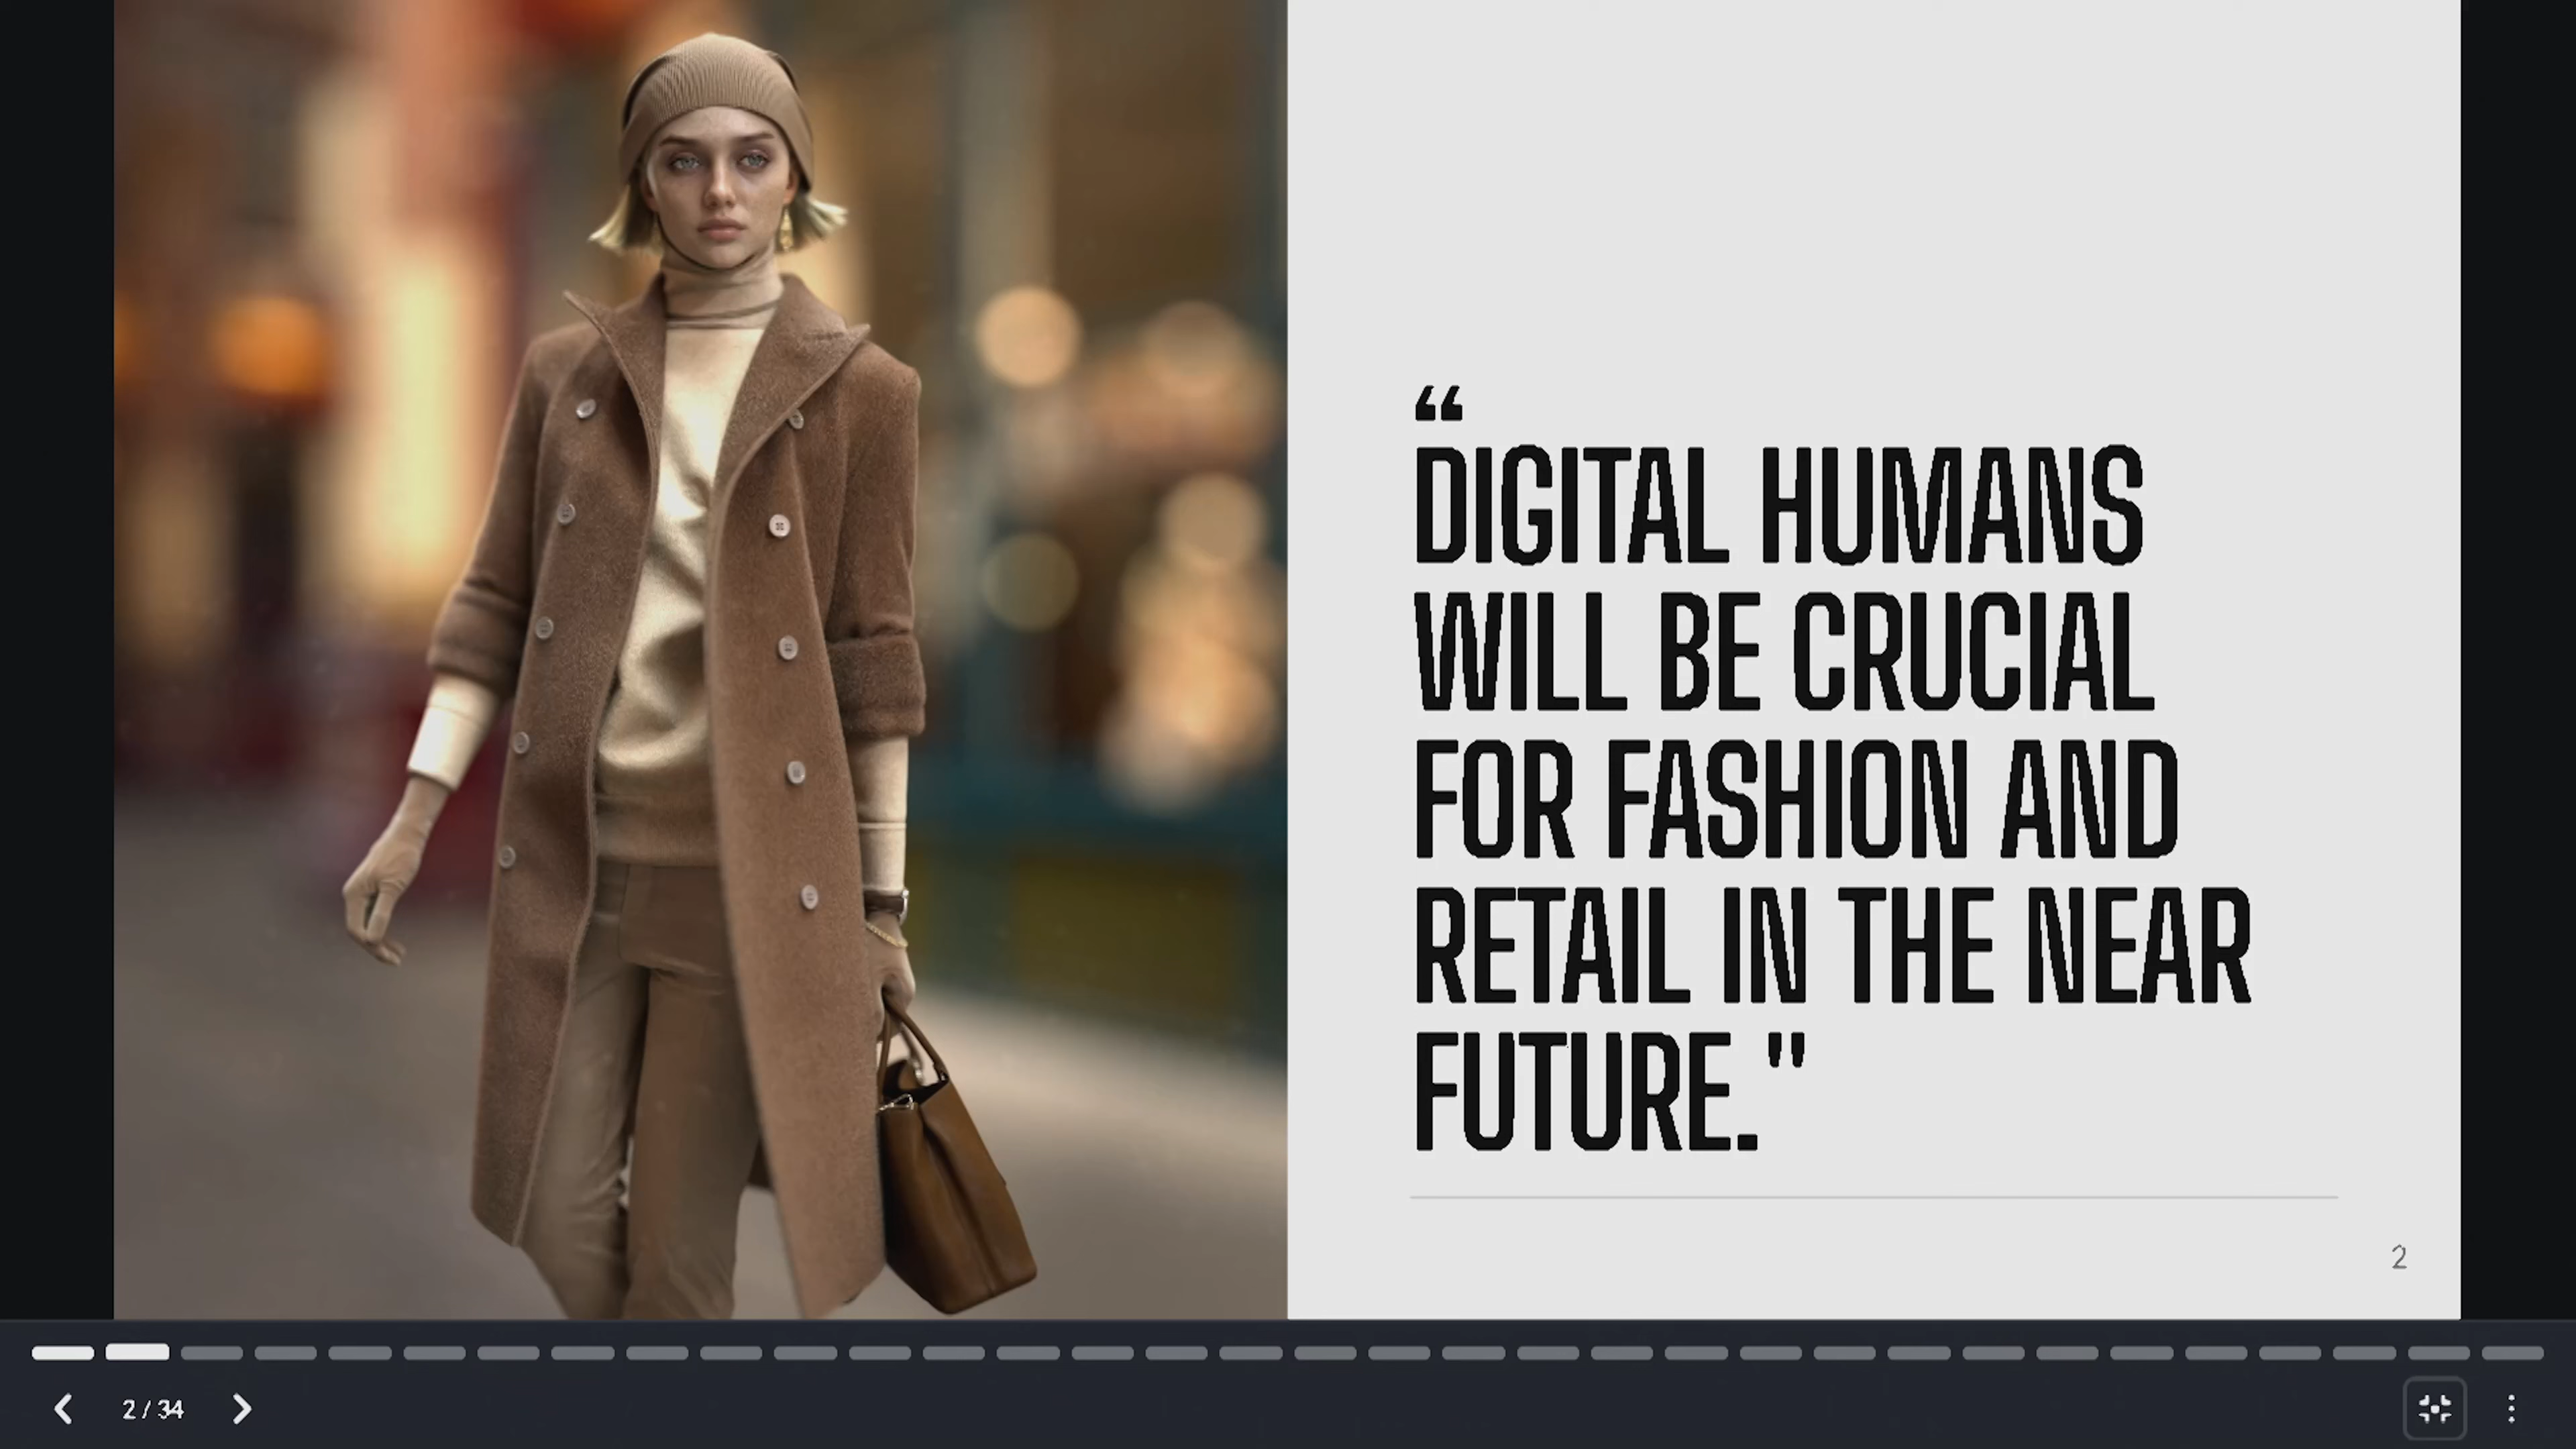 “
DIGITAL HUMANS
WILL BE CRUCIAL
FOR FASHION AND
RETAIL IN THE NEAR
FUTURE."
2
2 / 34